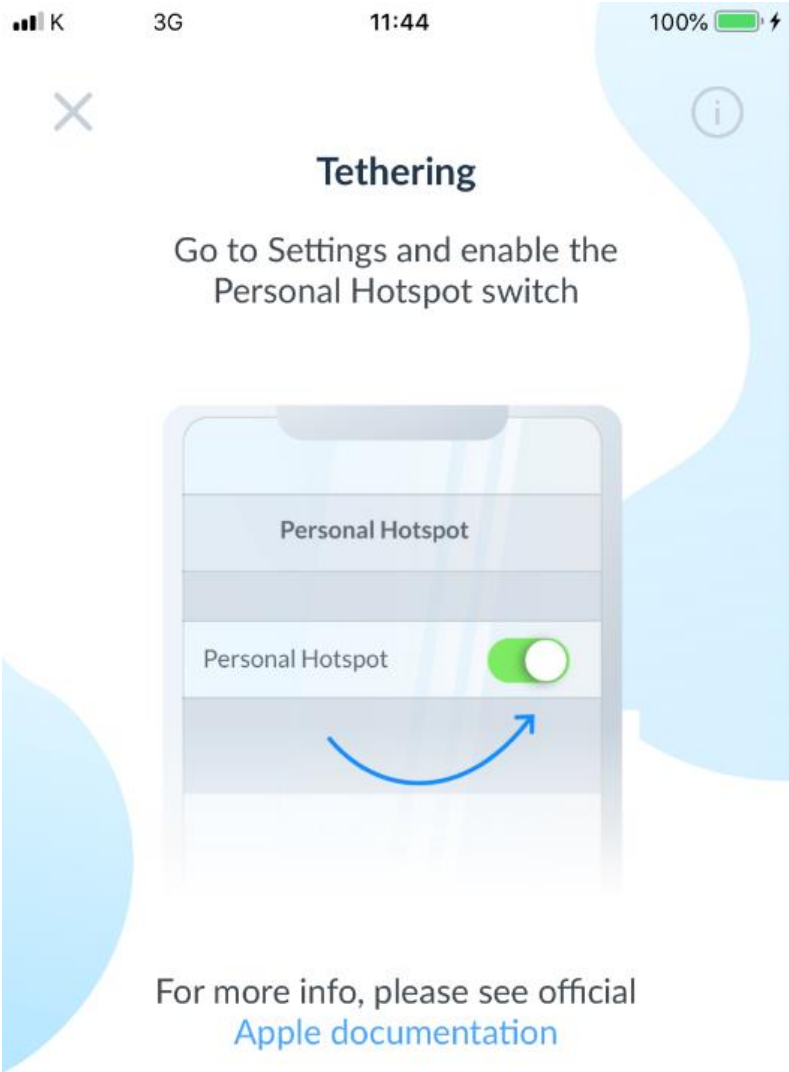 K 3G 11:44 100%
i
Tethering
Go to Settings and enable the
Personal Hotspot switch
Personal Hotspot
Personal Hotspot
For more info, please see official
Apple documentation